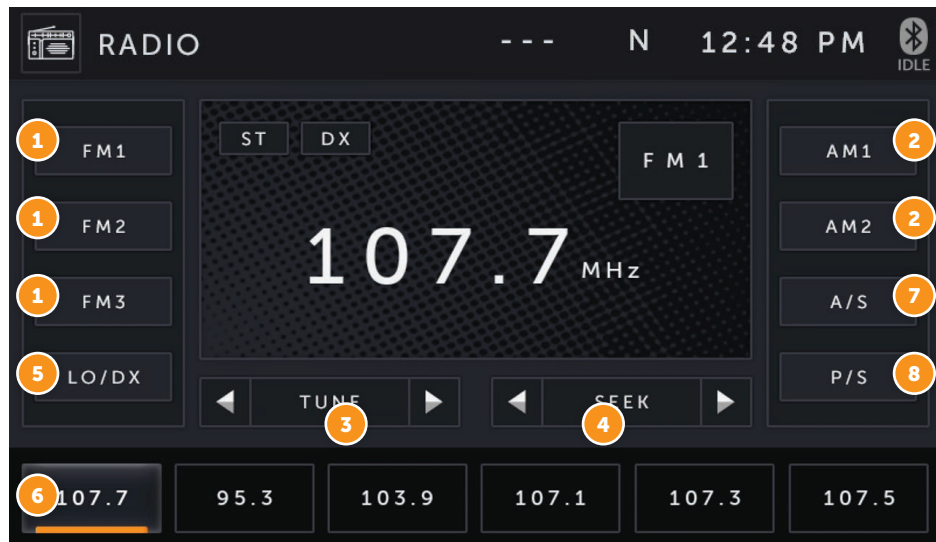 RADIO
--- N 12:48 PM
IDLE
1 FM1
ST DX
FM1
AM1 2
1 FM2
AM2 2
107.7 MHz
1 FM3
A/S 7
5 LO/DX
P/S 8
TUNE
3
SEEK
4
6 107.7
95.3
103.9
107.1
107.3
107.5